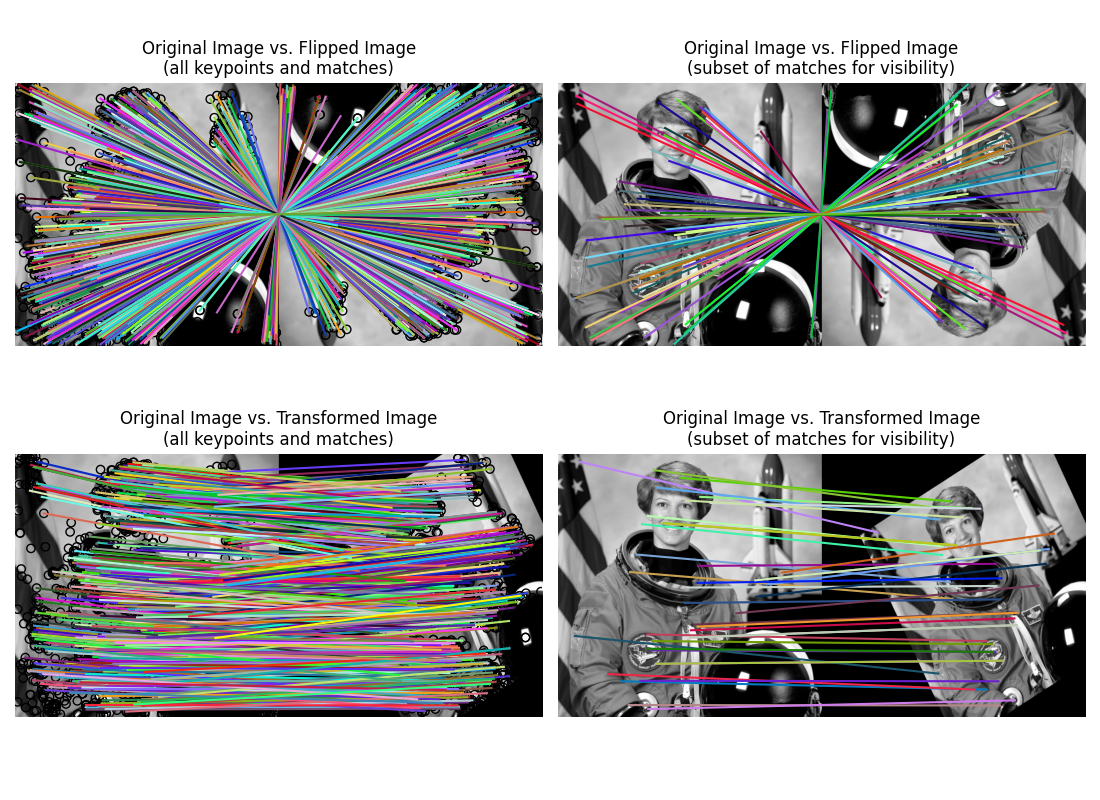 Original Image vs. Flipped Image
(all keypoints and matches)
Original Image vs. Flipped Image
(subset of matches for visibility)
Original Image vs. Transformed Image
(all keypoints and matches)
Original Image vs. Transformed Image
(subset of matches for visibility)